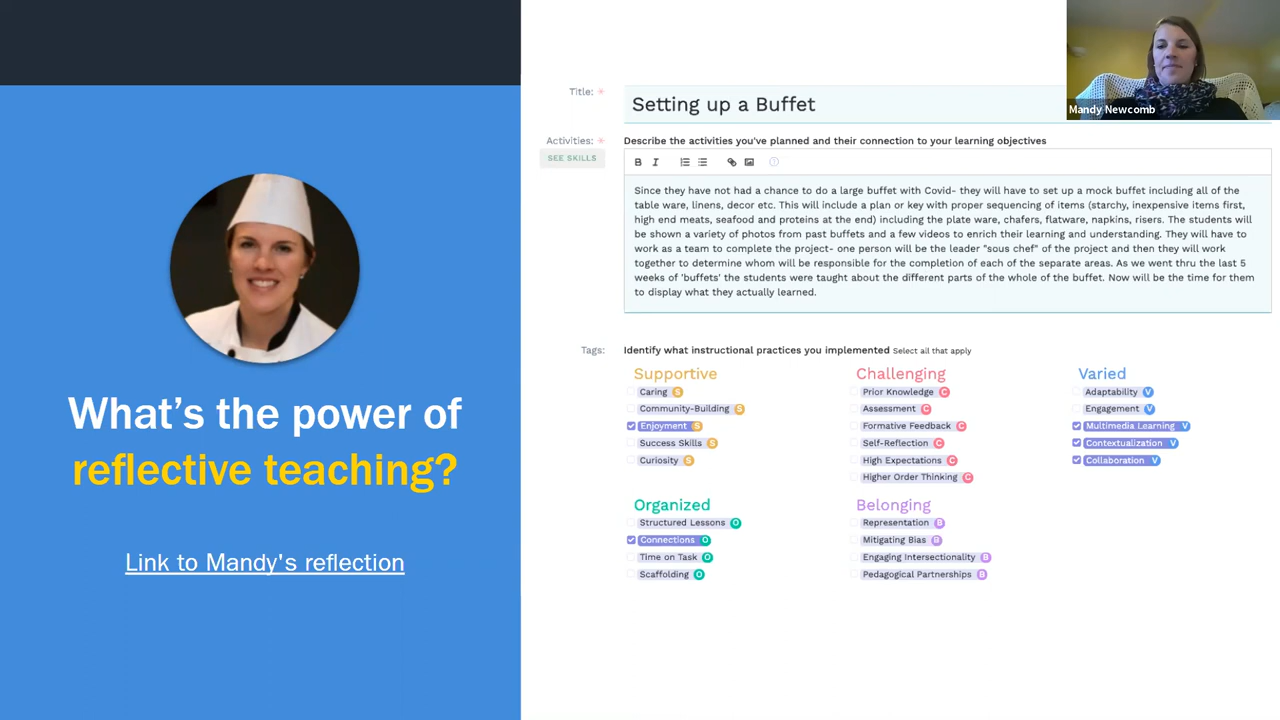 What's the power of
reflective teaching?
Link to Mandy's reflection
Mandy Newcomb
Title: *
Setting up a Buffet
Activities: *
SEE SKILLS
Describe the activities you've planned and their connection to your learning objectives
B I
Since they have not had a chance to do a large buffet with Covid- they will have to set up a mock buffet including all of the
table ware, linens, decor etc. This will include a plan or key with proper sequencing of items (starchy, inexpensive items first,
high end meats, seafood and proteins at the end) including the plate ware, chafers, flatware, napkins, risers. The students will
be shown a variety of photos from past buffets and a few videos to enrich their learning and understanding. They will have to
work as a team to complete the project- one person will be the leader "sous chef" of the project and then they will work
together to determine whom will be responsible for the completion of each of the separate areas. As we went thru the last 5
weeks of 'buffets' the students were taught about the different parts of the whole of the buffet. Now will be the time for them
to display what they actually learned.
Tags:
Identify what instructional practices you implemented Select all that apply
Supportive
Caring S
Community-Building S
Enjoyment S
Success Skills S
Curiosity S
Challenging
Prior Knowledge C
Assessment C
Formative Feedback C
Self-Reflection C
High Expectations C
Higher Order Thinking C
Varied
Adaptability V
Engagement V
Multimedia Learning V
Contextualization V
Collaboration V
Organized
Structured Lessons O
Connections O
Time on Task O
Scaffolding O
Belonging
Representation B
Mitigating Bias B
Engaging Intersectionality B
Pedagogical Partnerships B